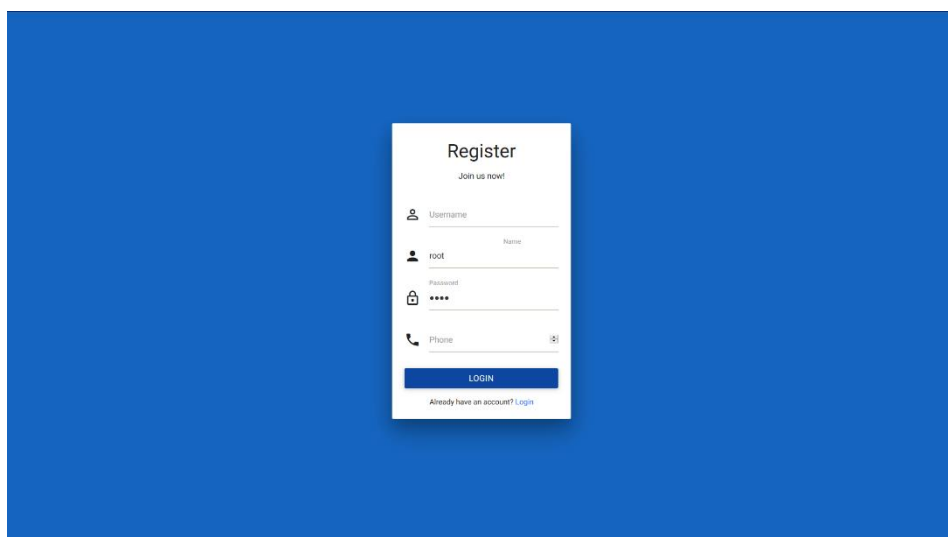 Register
Join us now!
Username
Name
root
Password
Phone
LOGIN
Already have an account? Login